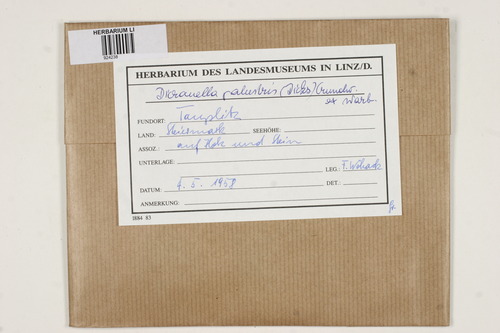 HERBARIUM LI
924238
HERBARIUM DES LANDESMUSEUMS IN LINZ/D.
Dicranella palustris (Dicks) Crundw.
ex Warb.
FUNDORT: Tauplitz
LAND: Steiermark SEEHÖHE:
ASSOZ. auf Holz und Stein
UNTERLAGE: LEG.: F.
DATUM: 4. 5. 1958 DET.:
ANMERKUNG:
I884 83